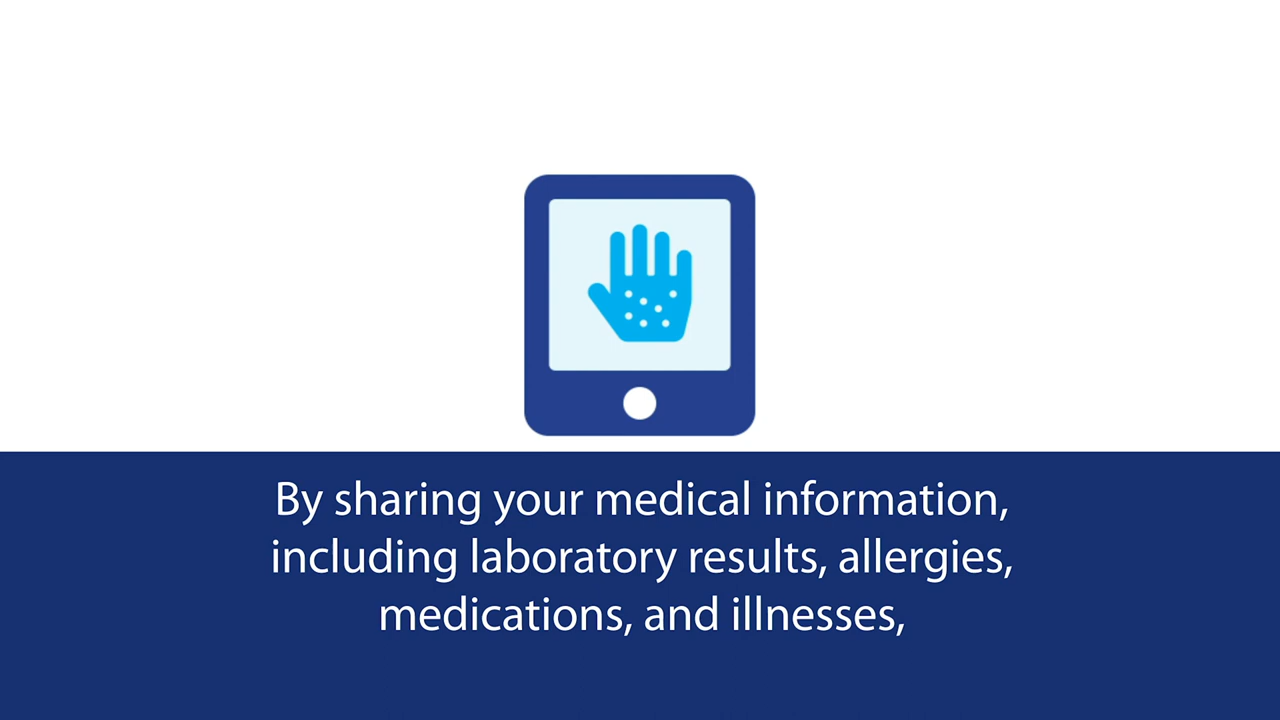 By sharing your medical information,
including laboratory results, allergies,
medications, and illnesses,